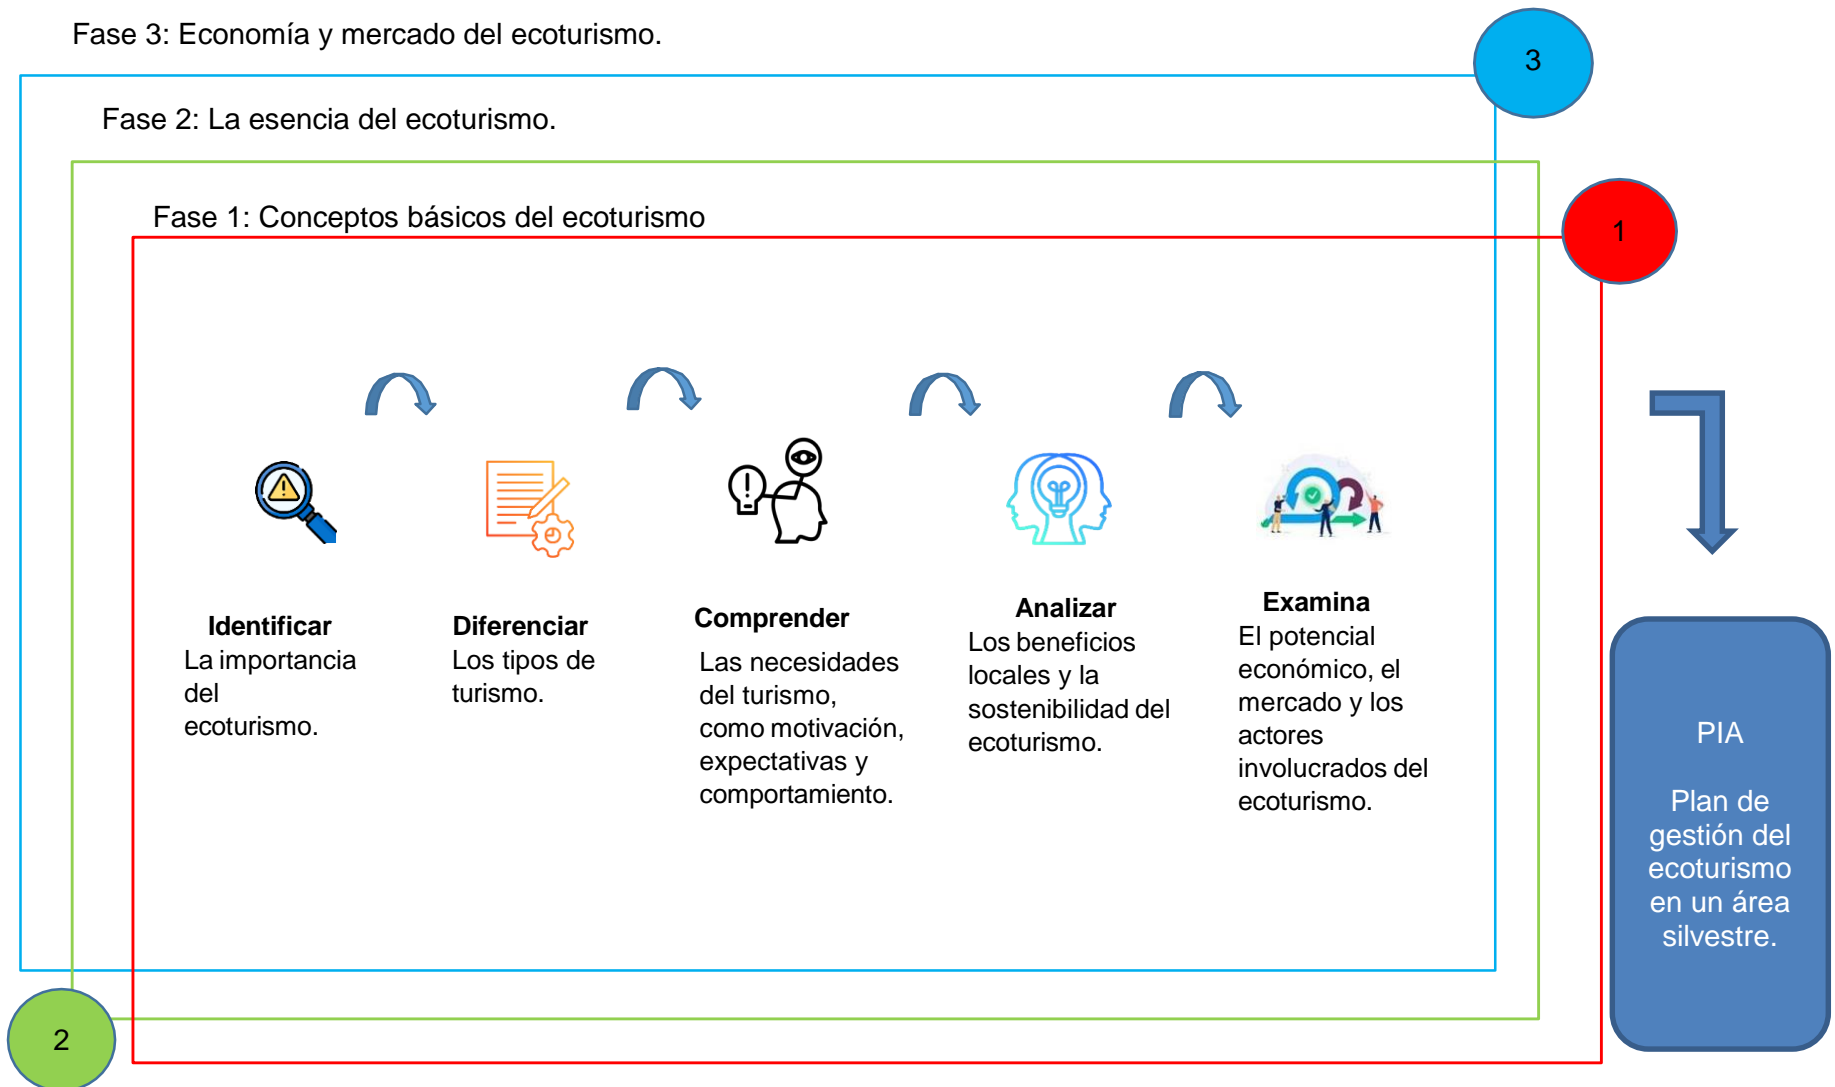 Fase 3: Economía y mercado del ecoturismo.
3
Fase 2: La esencia del ecoturismo.
Fase 1: Conceptos básicos del ecoturismo
1
Identificar
La importancia
del
ecoturismo.
Diferenciar
Los tipos de
turismo.
Comprender
Las necesidades
del turismo,
como motivación,
expectativas y
comportamiento.
Analizar
Los beneficios
locales y la
sostenibilidad del
ecoturismo.
Examina
El potencial
económico, el
mercado y los
actores
involucrados del
ecoturismo.
PIA
Plan de
gestión del
ecoturismo
en un área
silvestre.
2